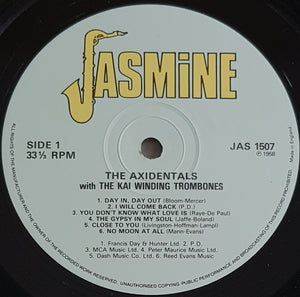 JASMiNE
SIDE 1
33⅓ RPM
JAS 1507
℗ 1958
Made in England
THE AXIDENTALS
with THE KAI WINDING TROMBONES
1. DAY IN, DAY OUT (Bloom-Mercer)
2. I WILL COME BACK (P.D.)
3. YOU DON'T KNOW WHAT LOVE IS (Raye-De Paul)
4. THE GYPSY IN MY SOUL (Jaffe-Boland)
5. CLOSE TO YOU (Livingston-Hoffman-Lampl)
6. NO MOON AT ALL (Mann-Evans)
1. Francis Day & Hunter Ltd. 2. P.D.
3. MCA Music Ltd. 4. Peter Maurice Music Ltd.
5. Dash Music Co. Ltd. 6. Reed Evans Music
ALL RIGHTS OF THE MANUFACTURER AND OWNER OF THE RECORDED WORK RESERVED. UNAUTHORISED COPYING PUBLIC PERFORMANCE AND BROADCASTING OF THIS RECORD PROHIBITED.